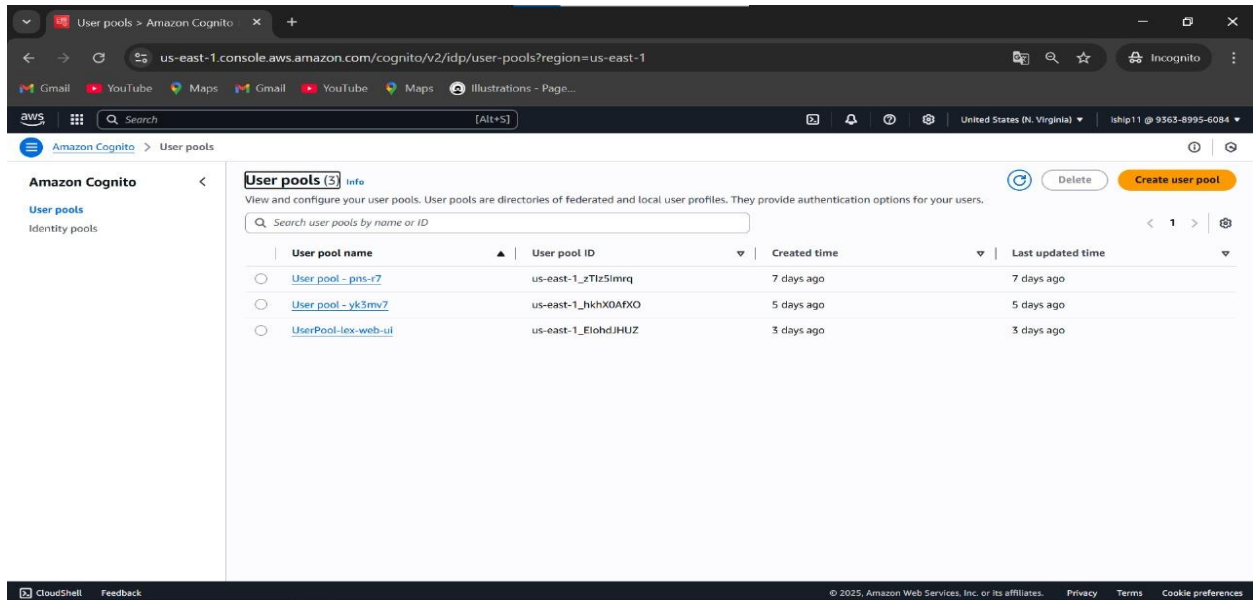 User pools > Amazon Cognito
us-east-1.console.aws.amazon.com/cognito/v2/idp/user-pools?region=us-east-1
Incognito
Gmail YouTube Maps Gmail YouTube Maps Illustrations - Page...
aws Search [Alt+S] United States (N. Virginia) iship11 @ 9363-8995-6084
Amazon Cognito > User pools
Amazon Cognito
User pools
Identity pools
User pools (3) Info
Delete Create user pool
View and configure your user pools. User pools are directories of federated and local user profiles. They provide authentication options for your users.
Search user pools by name or ID
1
User pool name User pool ID Created time Last updated time
User pool - pns-r7 us-east-1_zTIz5Imrq 7 days ago 7 days ago
User pool - yk3mv7 us-east-1_hkhX0AfXO 5 days ago 5 days ago
UserPool-lex-web-ui us-east-1_ElohdJHUZ 3 days ago 3 days ago
CloudShell Feedback © 2025, Amazon Web Services, Inc. or its affiliates. Privacy Terms Cookie preferences